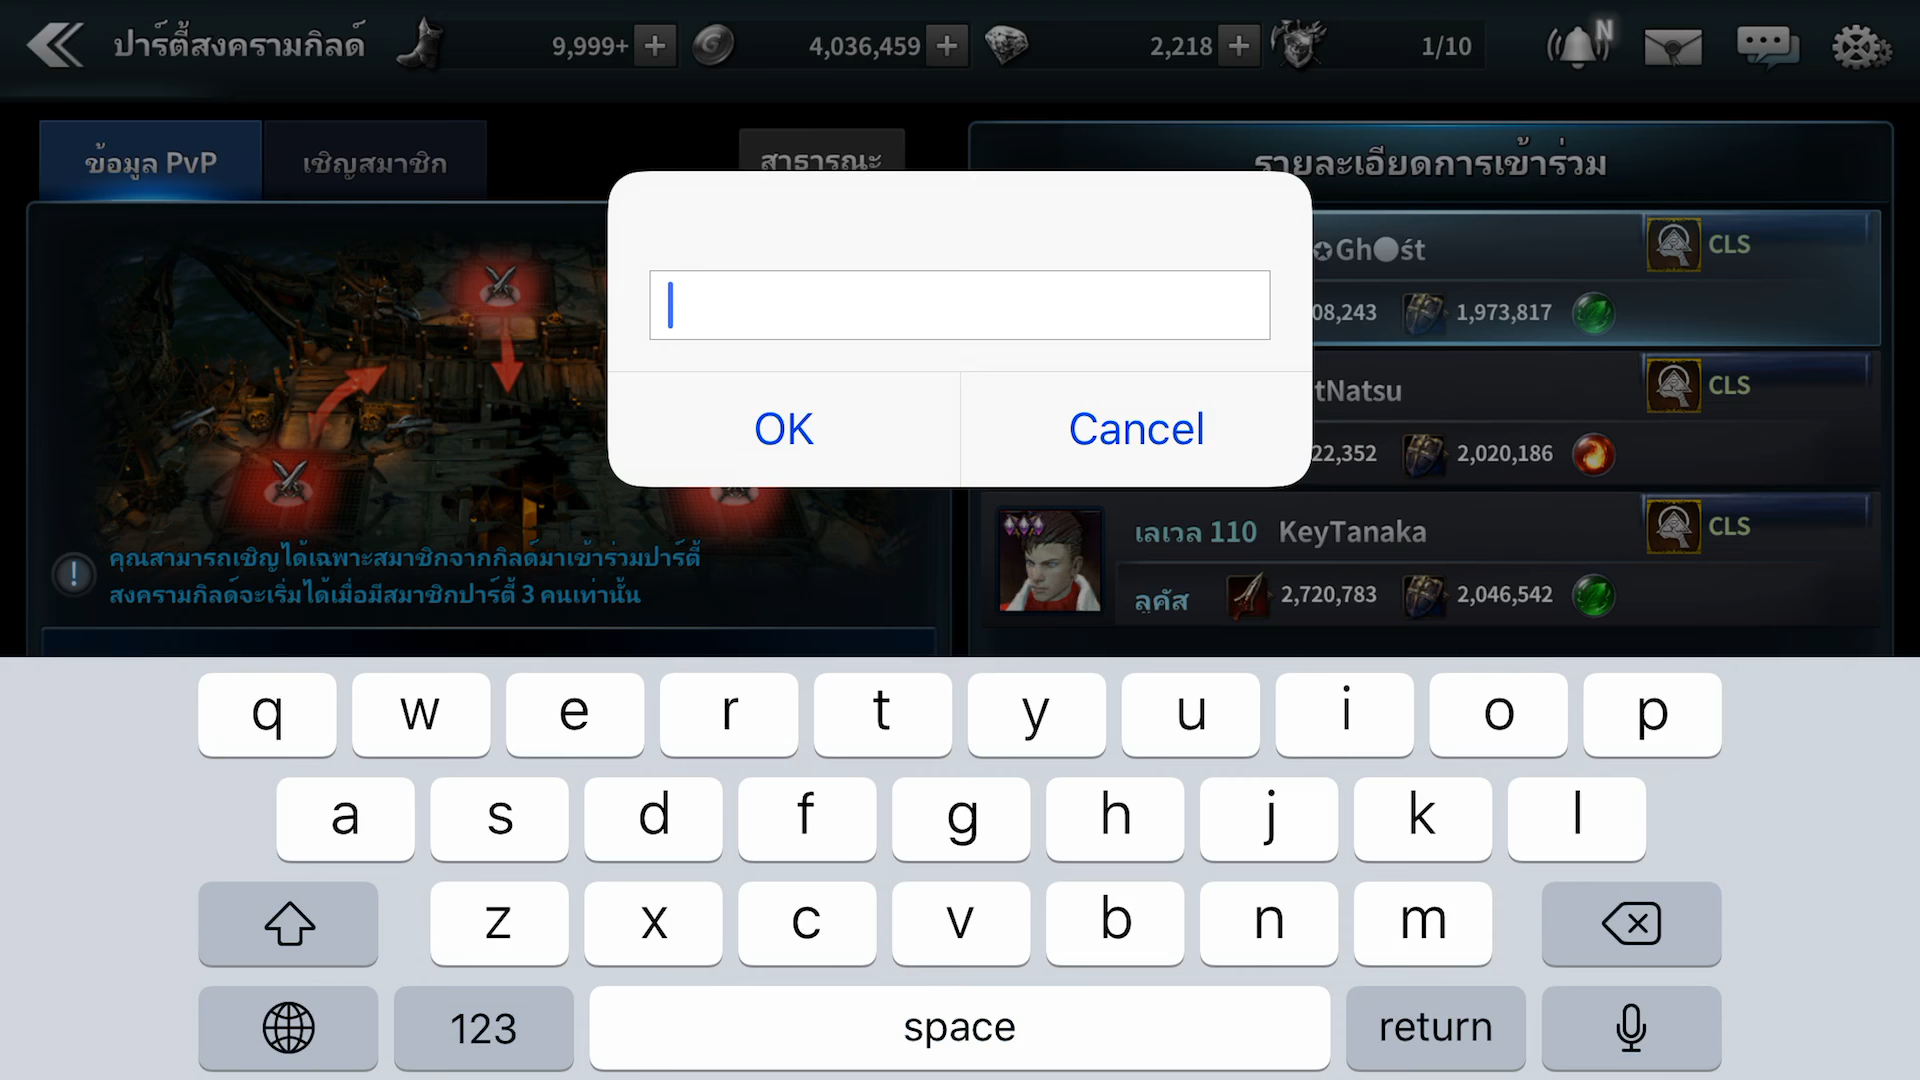 ปาร์ตี้สงครามกิลด์ 9,999+ 4,036,459 2,218 1/10 N
ข้อมูล PvP เชิญสมาชิก สาธารณะ
รายละเอียดการเข้าร่วม
✪Gh●śt CLS
08,243 1,973,817
tNatsu CLS
22,352 2,020,186
OK Cancel
เลเวล 110 KeyTanaka CLS
ลูคัส 2,720,783 2,046,542
คุณสามารถเชิญได้เฉพาะสมาชิกจากกิลด์มาเข้าร่วมปาร์ตี้
สงครามกิลด์จะเริ่มได้เมื่อมีสมาชิกปาร์ตี้ 3 คนเท่านั้น
q w e r t y u i o p
a s d f g h j k l
z x c v b n m
123 space return